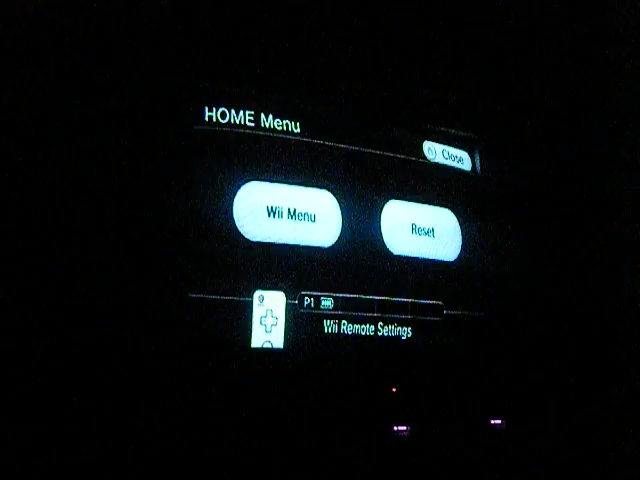 HOME Menu
Close
Wii Menu
Reset
P1
Wii Remote Settings